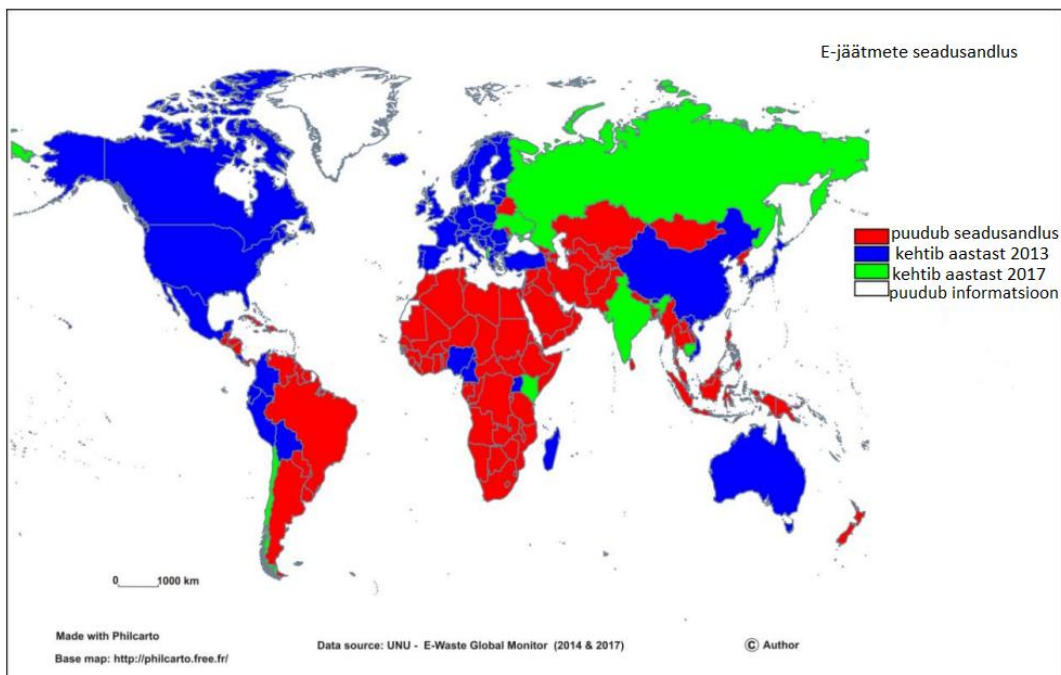 E-jäätmete seadusandlus
puudub seadusandlus
kehtib aastast 2013
kehtib aastast 2017
puudub informatsioon
0 1000 km
Made with Philcarto
Base map: http://philcarto.free.fr/
Data source: UNU - E-Waste Global Monitor (2014 & 2017)
© Author